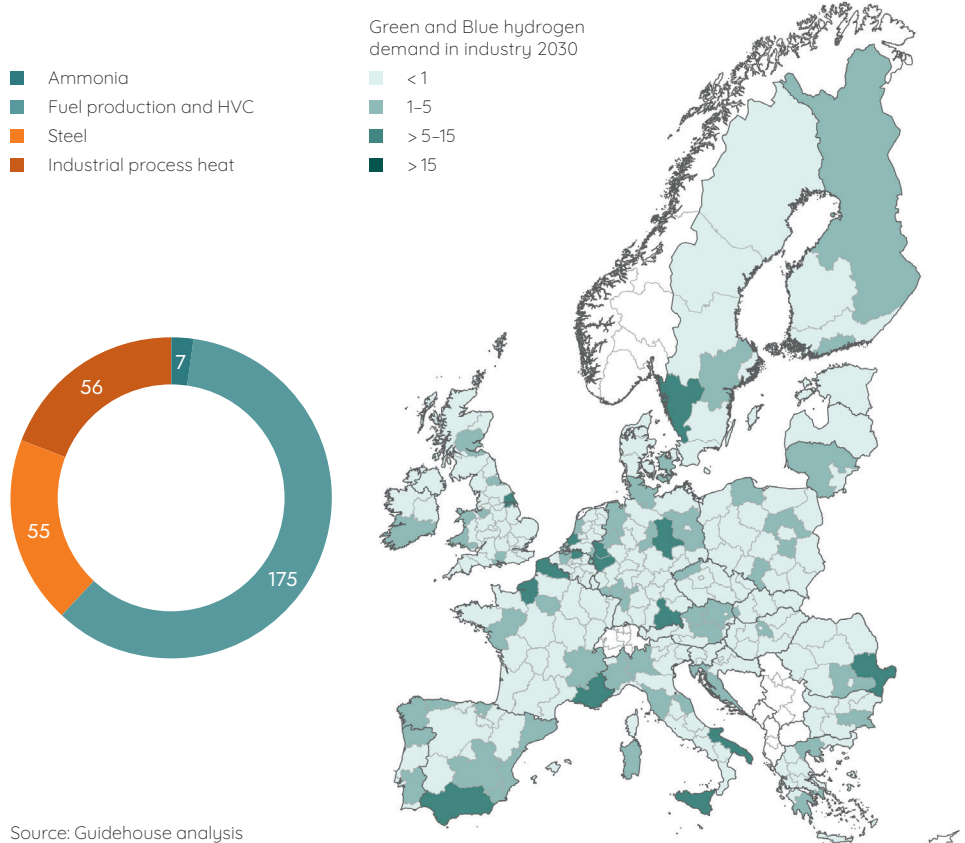 Ammonia
Fuel production and HVC
Steel
Industrial process heat
Green and Blue hydrogen
demand in industry 2030
< 1
1–5
> 5–15
> 15
7
56
55
175
Source: Guidehouse analysis